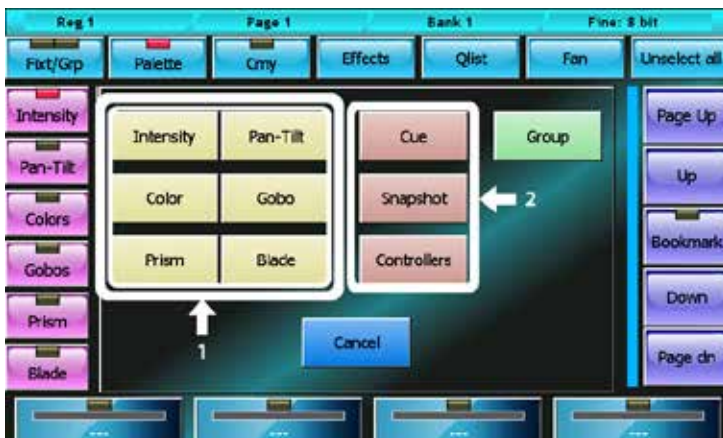 Reg 1 Page 1 Bank 1 Fine: 8 bit
Fixt/Grp Palette Cmy Effects Qlist Fan Unselect all
Intensity
Pan-Tilt
Colors
Gobos
Prism
Blade
Intensity Pan-Tilt Cue Group
Color Gobo Snapshot 2
Prism Blade Controllers
1
Cancel
Page Up
Up
Bookmark
Down
Page dn
--- --- --- ---